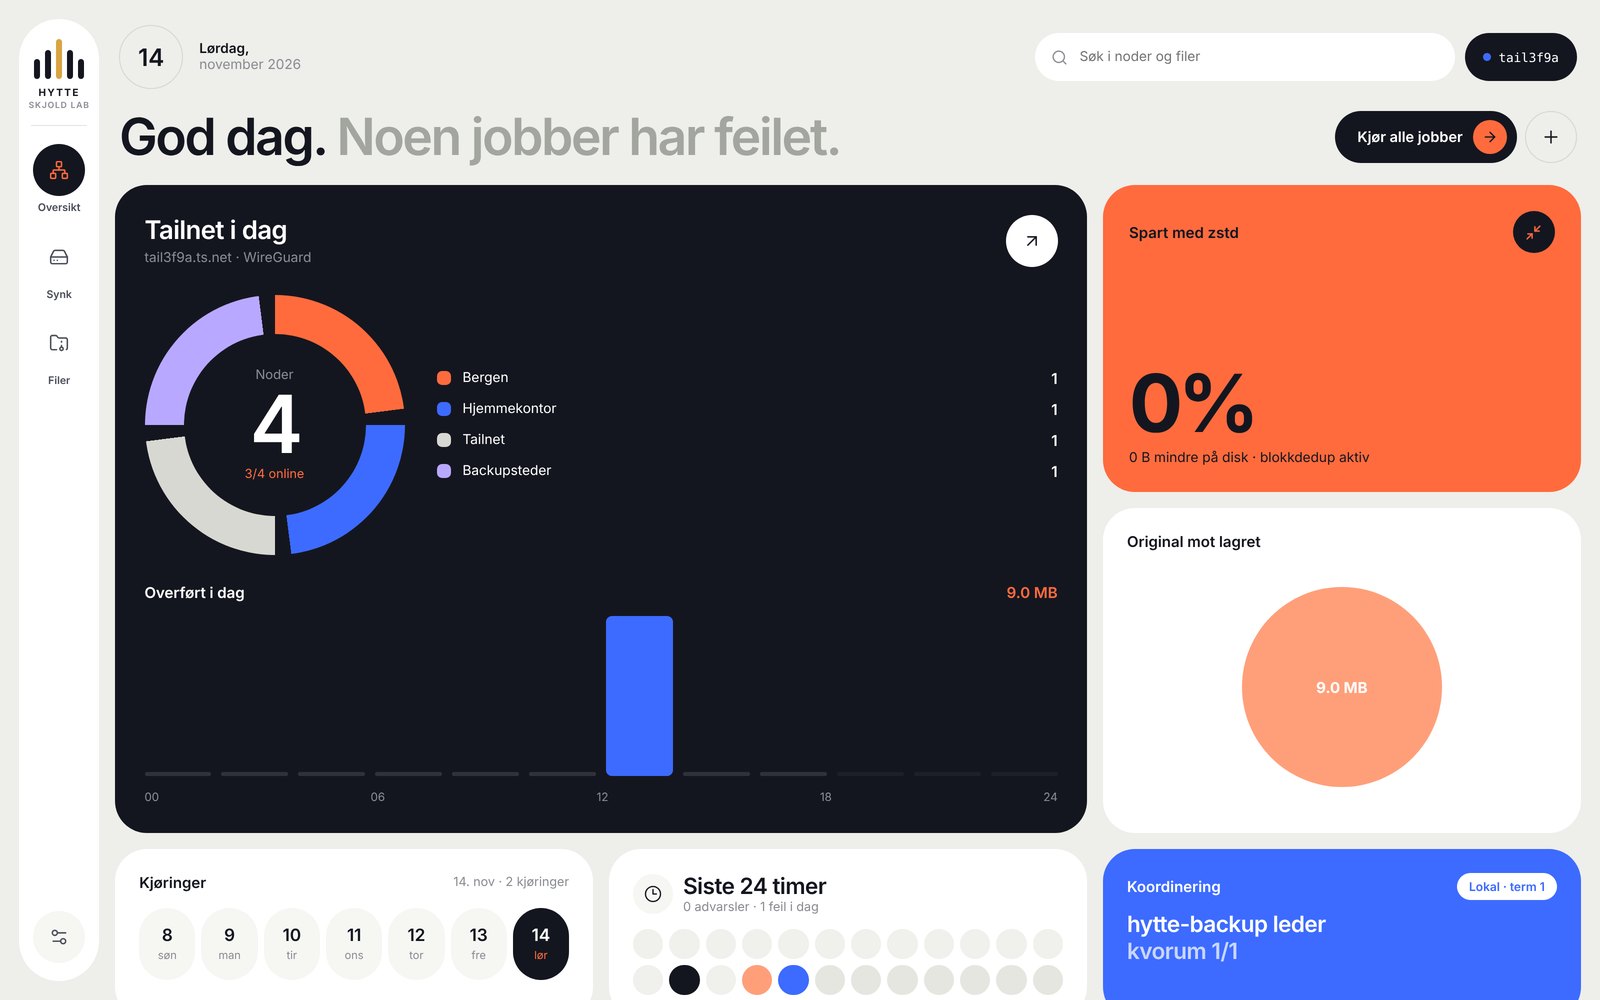 HYTTE
SKJOLD LAB
Oversikt
Synk
Filer
14
Lørdag,
november 2026
Søk i noder og filer
tail3f9a
God dag. Noen jobber har feilet.
Kjør alle jobber
Tailnet i dag
tail3f9a.ts.net · WireGuard
Noder
4
3/4 online
Bergen 1
Hjemmekontor 1
Tailnet 1
Backupsteder 1
Overført i dag 9.0 MB
00 06 12 18 24
Spart med zstd
0%
0 B mindre på disk · blokkdedup aktiv
Original mot lagret
9.0 MB
Kjøringer 14. nov · 2 kjøringer
8 9 10 11 12 13 14
søn man tir ons tor fre lør
Siste 24 timer
0 advarsler · 1 feil i dag
Koordinering Lokal · term 1
hytte-backup leder
kvorum 1/1